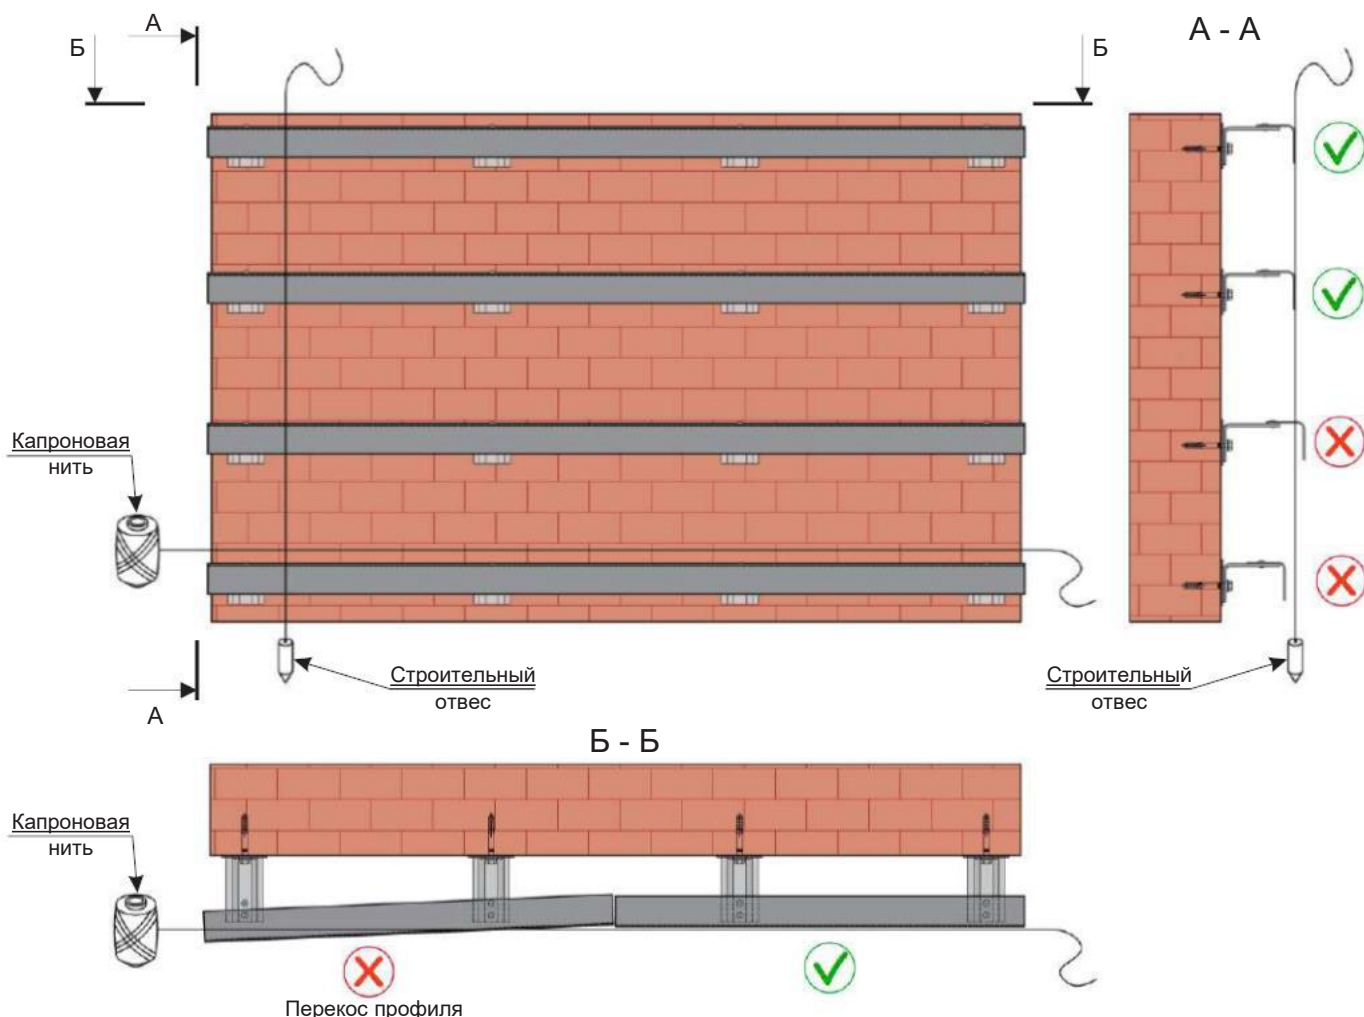 А
Б
Б
А - А
Капроновая
нить
Строительный
отвес
Строительный
отвес
А
Б - Б
Капроновая
нить
Перекос профиля